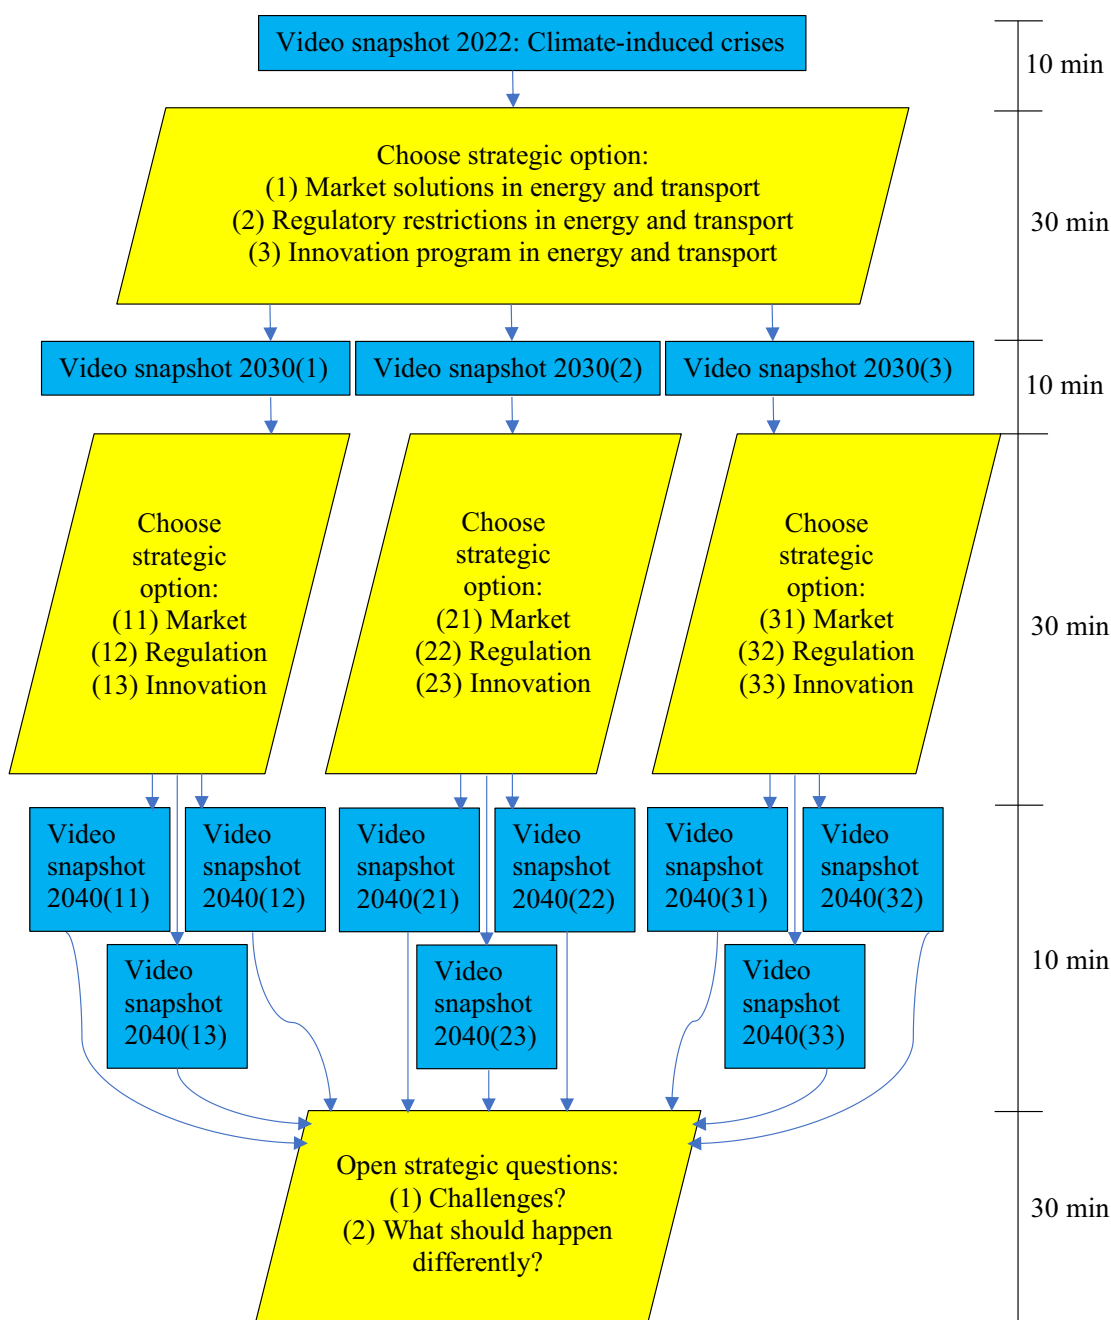 Video snapshot 2022: Climate-induced crises
10 min
Choose strategic option:
(1) Market solutions in energy and transport
(2) Regulatory restrictions in energy and transport
(3) Innovation program in energy and transport
30 min
Video snapshot 2030(1)
Video snapshot 2030(2)
Video snapshot 2030(3)
10 min
Choose
strategic
option:
(11) Market
(12) Regulation
(13) Innovation
Choose
strategic
option:
(21) Market
(22) Regulation
(23) Innovation
Choose
strategic
option:
(31) Market
(32) Regulation
(33) Innovation
30 min
Video
snapshot
2040(11)
Video
snapshot
2040(12)
Video
snapshot
2040(21)
Video
snapshot
2040(22)
Video
snapshot
2040(31)
Video
snapshot
2040(32)
Video
snapshot
2040(13)
Video
snapshot
2040(23)
Video
snapshot
2040(33)
10 min
Open strategic questions:
(1) Challenges?
(2) What should happen
differently?
30 min